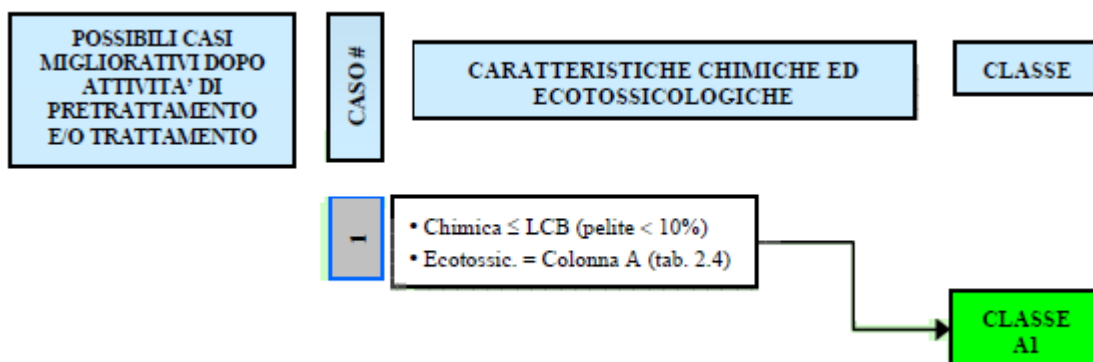 POSSIBILI CASI
MIGLIORATIVI DOPO
ATTIVITA' DI
PRETRATTAMENTO
E/O TRATTAMENTO
CASO #
CARATTERISTICHE CHIMICHE ED
ECOTOSSICOLOGICHE
CLASSE
1
• Chimica ≤ LCB (pelite < 10%)
• Ecotossic. = Colonna A (tab. 2.4)
CLASSE
A1